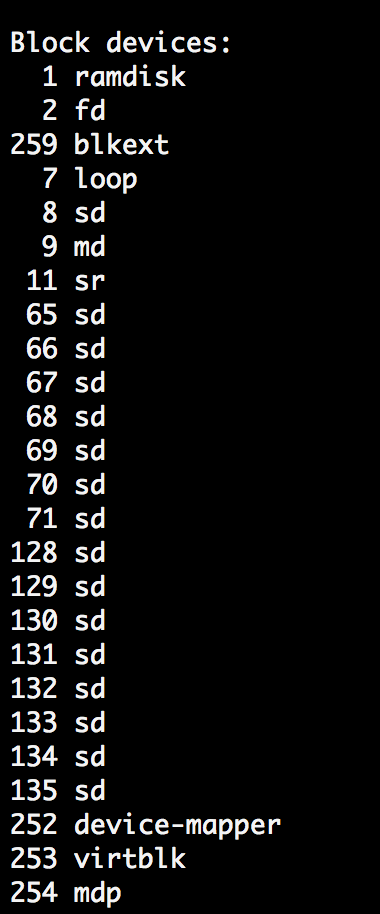 Block devices:
  1 ramdisk
  2 fd
259 blkext
  7 loop
  8 sd
  9 md
 11 sr
 65 sd
 66 sd
 67 sd
 68 sd
 69 sd
 70 sd
 71 sd
128 sd
129 sd
130 sd
131 sd
132 sd
133 sd
134 sd
135 sd
252 device-mapper
253 virtblk
254 mdp